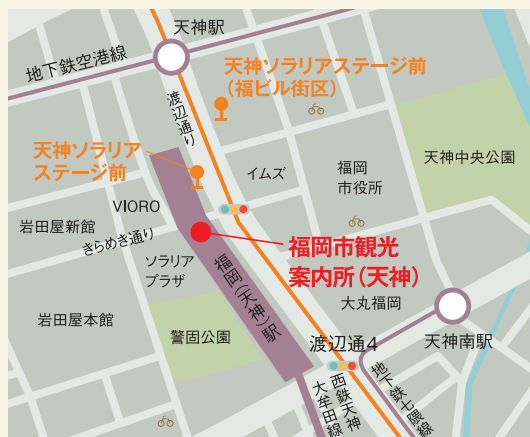 天神駅
地下鉄空港線
天神ソラリアステージ前
(福ビル街区)
渡辺通り
天神ソラリア
ステージ前
イムズ
福岡
市役所
天神中央公園
VIORO
岩田屋新館
きらめき通り
福岡市観光
案内所(天神)
ソラリア
プラザ
福岡(天神)駅
大丸福岡
岩田屋本館
警固公園
渡辺通4
天神南駅
西鉄天神
大牟田線
地下鉄七隈線